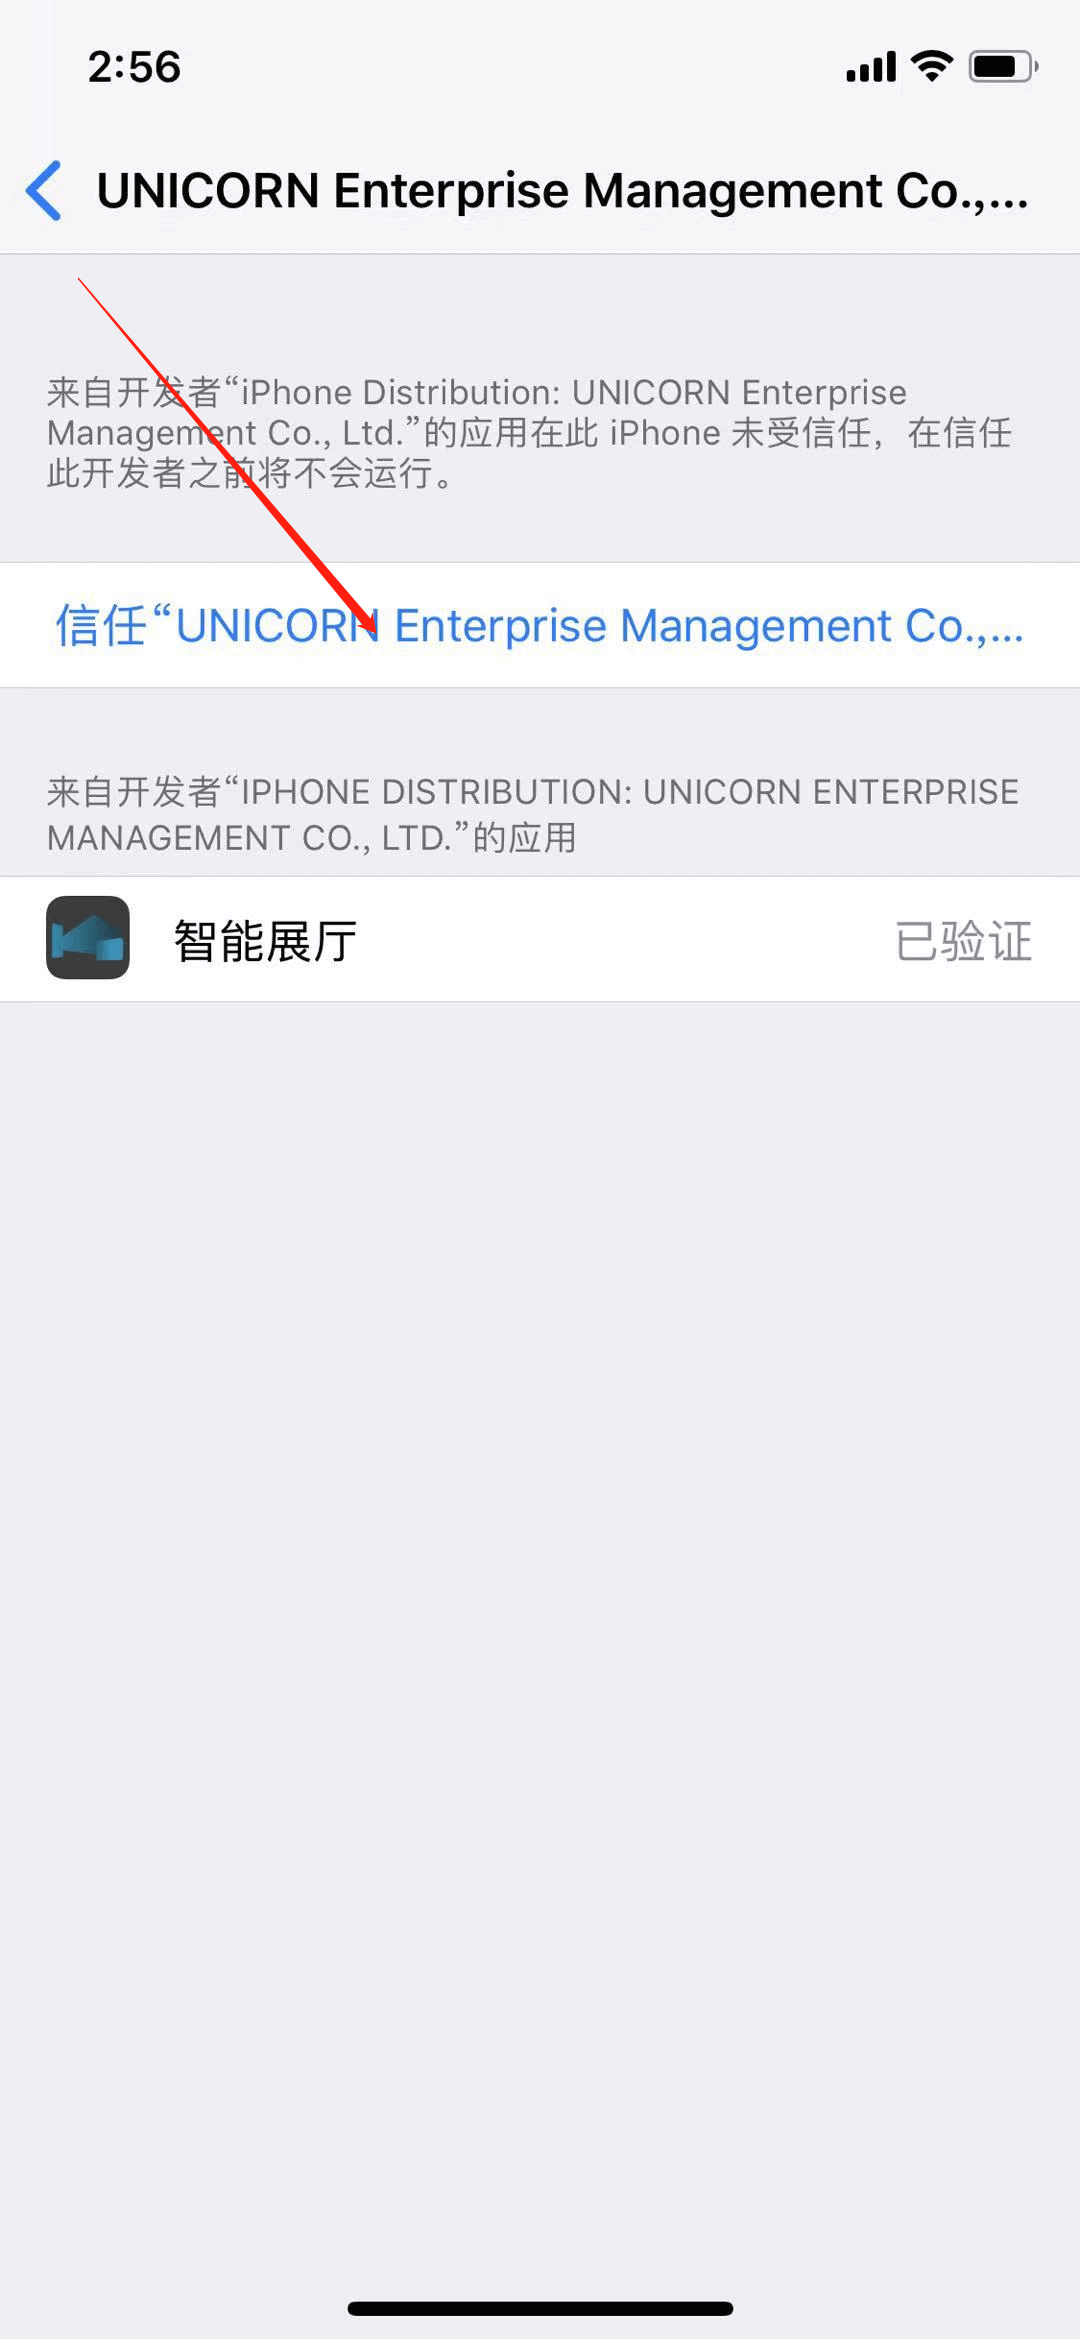 2:56
UNICORN Enterprise Management Co.,...
来自开发者“iPhone Distribution: UNICORN Enterprise
Management Co., Ltd.”的应用在此 iPhone 未受信任，在信任
此开发者之前将不会运行。
信任“UNICORN Enterprise Management Co.,...
来自开发者“IPHONE DISTRIBUTION: UNICORN ENTERPRISE
MANAGEMENT CO., LTD.”的应用
智能展厅 已验证